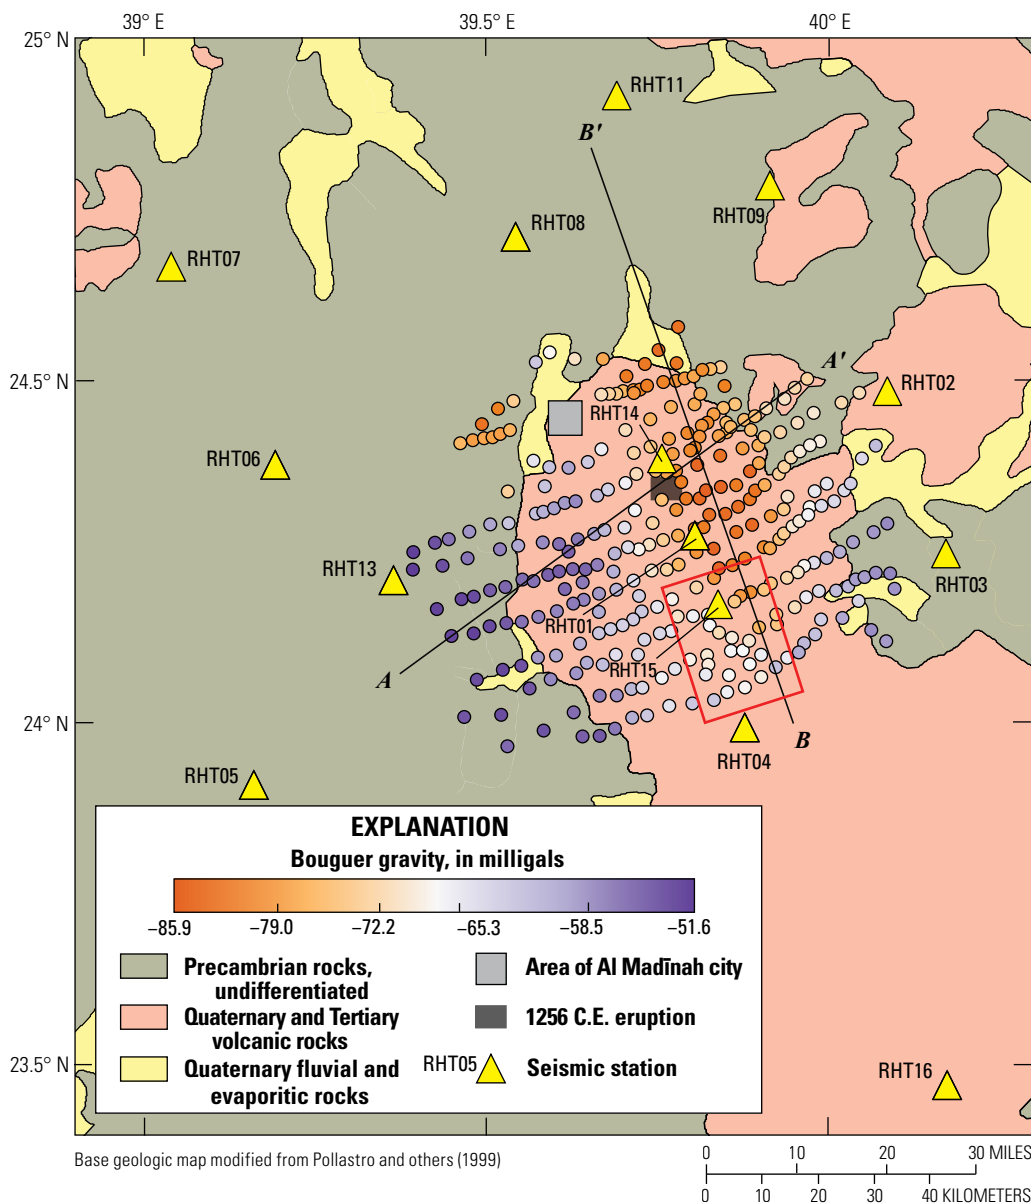 39° E
39.5°
40° E
25° N
RHT11
B'
RHT09
RHT08
RHT07
24.5° N
A'
RHT02
RHT14
RHT06
RHT13
RHT03
RHT01
RHT15
A
24° N
B
RHT04
RHT05
EXPLANATION
Bouguer gravity, in milligals
−85.9 −79.0 −72.2 −65.3 −58.5 −51.6
Precambrian rocks,
undifferentiated
Area of Al Madīnah city
Quaternary and Tertiary
volcanic rocks
1256 C.E. eruption
Quaternary fluvial and
evaporitic rocks
RHT05
Seismic station
23.5° N
RHT16
Base geologic map modified from Pollastro and others (1999)
0 10 20 30 MILES
0 10 20 30 40 KILOMETERS